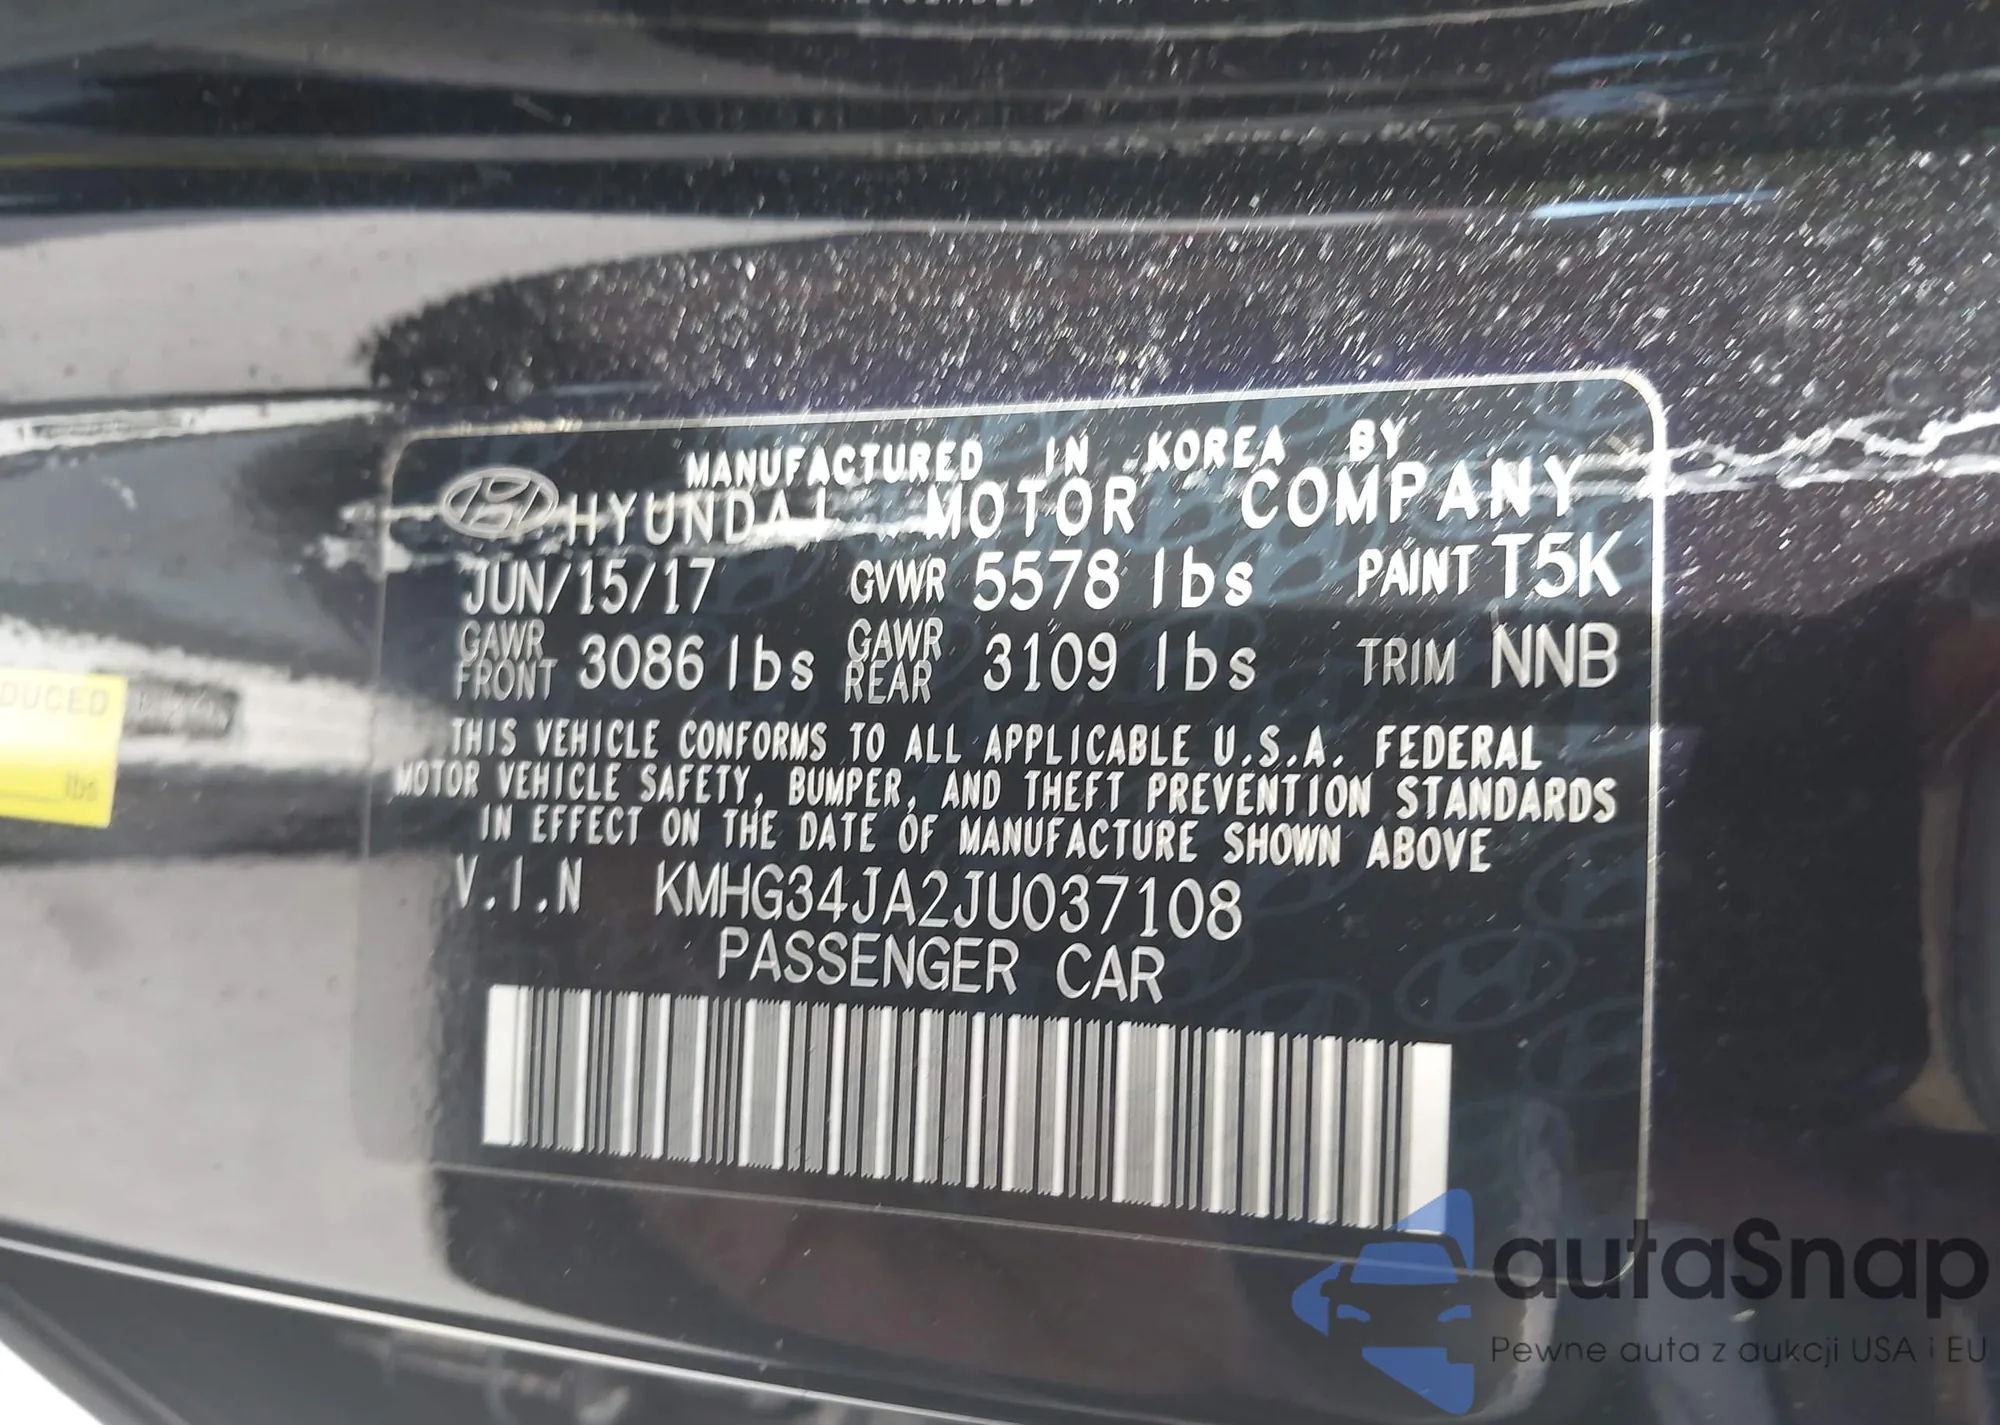 MANUFACTURED IN KOREA BY
HYUNDAI MOTOR COMPANY
JUN/15/17 GVWR 5578 lbs PAINT T5K
GAWR FRONT 3086 lbs GAWR REAR 3109 lbs TRIM NNB
THIS VEHICLE CONFORMS TO ALL APPLICABLE U.S.A. FEDERAL
MOTOR VEHICLE SAFETY, BUMPER, AND THEFT PREVENTION STANDARDS
IN EFFECT ON THE DATE OF MANUFACTURE SHOWN ABOVE
V.I.N KMHG34JA2JU037108
PASSENGER CAR
DUCED
lbs
autaSnap
Pewne auta z aukcji USA i EU